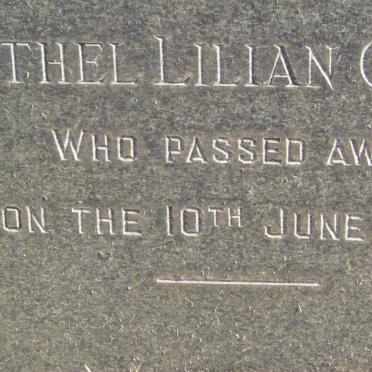 THEL LILIAN
WHO PASSED AW
ON THE 10TH JUNE